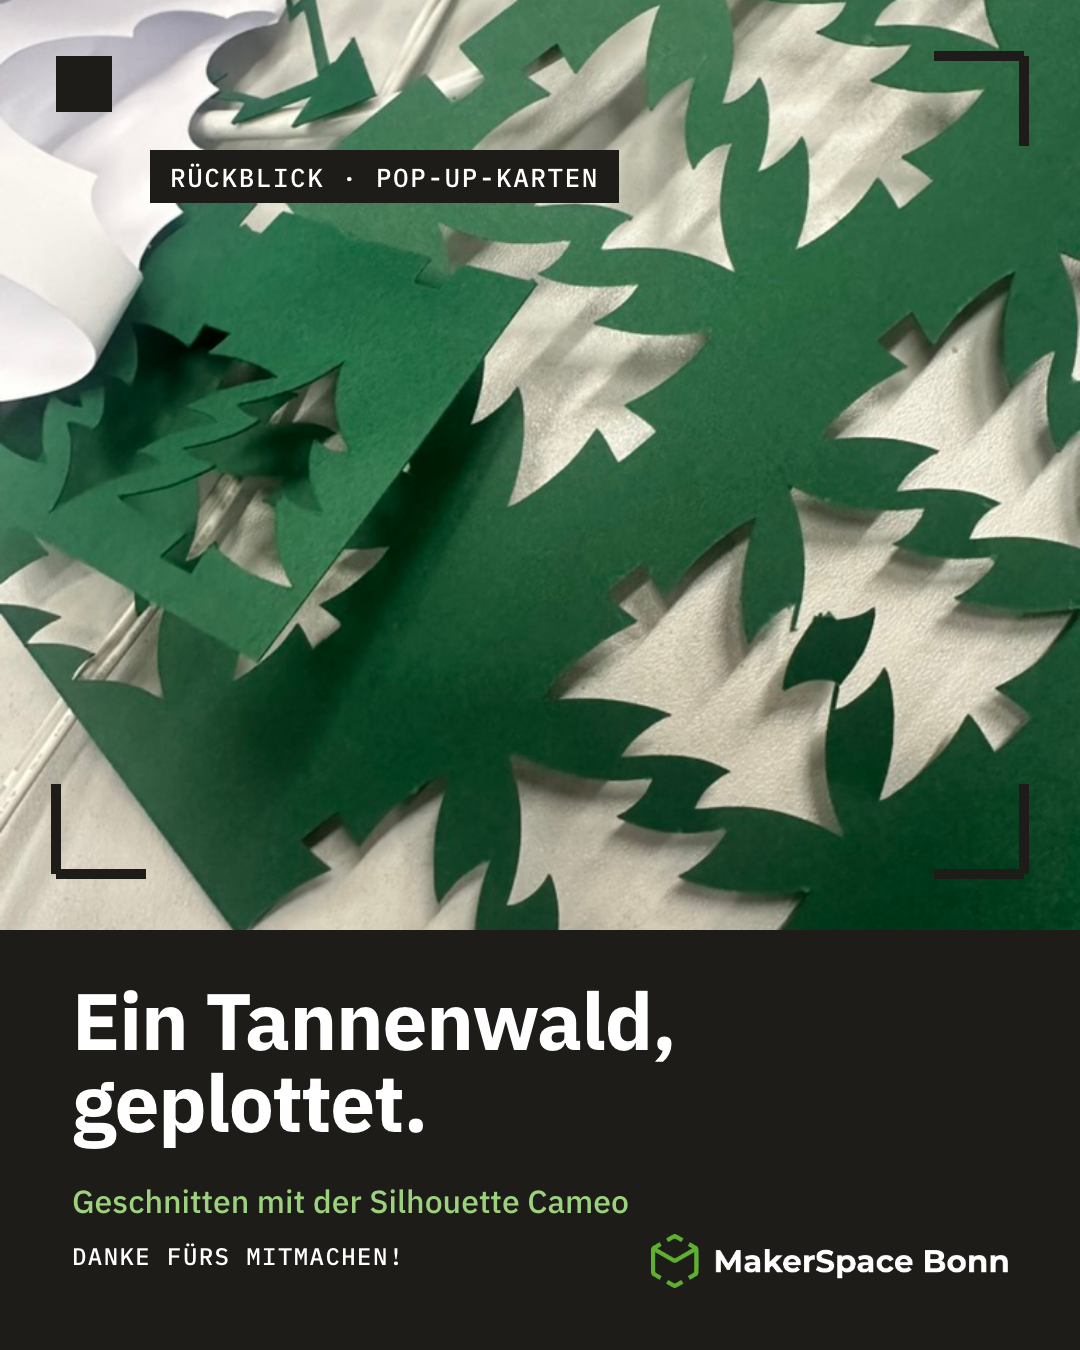 RÜCKBLICK · POP-UP-KARTEN
Ein Tannenwald,
geplottet.
Geschnitten mit der Silhouette Cameo
DANKE FÜRS MITMACHEN!
MakerSpace Bonn